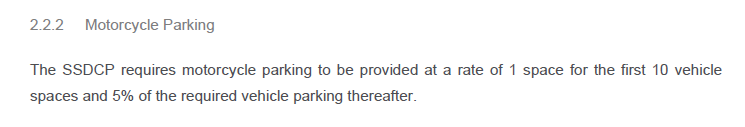 2.2.2 Motorcycle Parking
The SSDCP requires motorcycle parking to be provided at a rate of 1 space for the first 10 vehicle
spaces and 5% of the required vehicle parking thereafter.